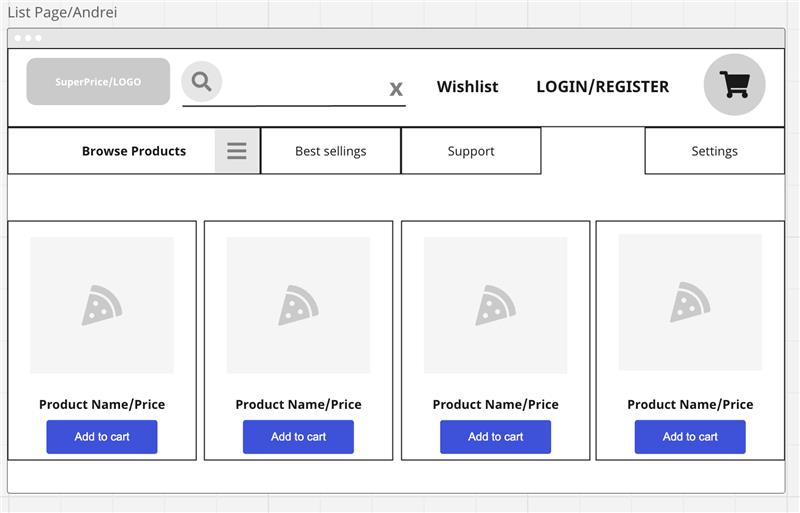 List Page/Andrei
SuperPrice/LOGO
x
Wishlist
LOGIN/REGISTER
Browse Products
Best sellings
Support
Settings
Product Name/Price
Add to cart
Product Name/Price
Add to cart
Product Name/Price
Add to cart
Product Name/Price
Add to cart